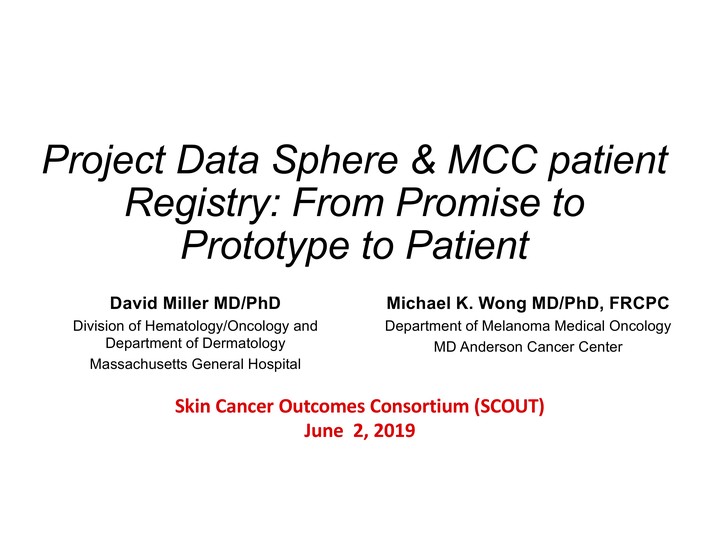 Project Data Sphere & MCC patient
Registry: From Promise to
Prototype to Patient
David Miller MD/PhD
Division of Hematology/Oncology and
Department of Dermatology
Massachusetts General Hospital
Michael K. Wong MD/PhD, FRCPC
Department of Melanoma Medical Oncology
MD Anderson Cancer Center
Skin Cancer Outcomes Consortium (SCOUT)
June 2, 2019